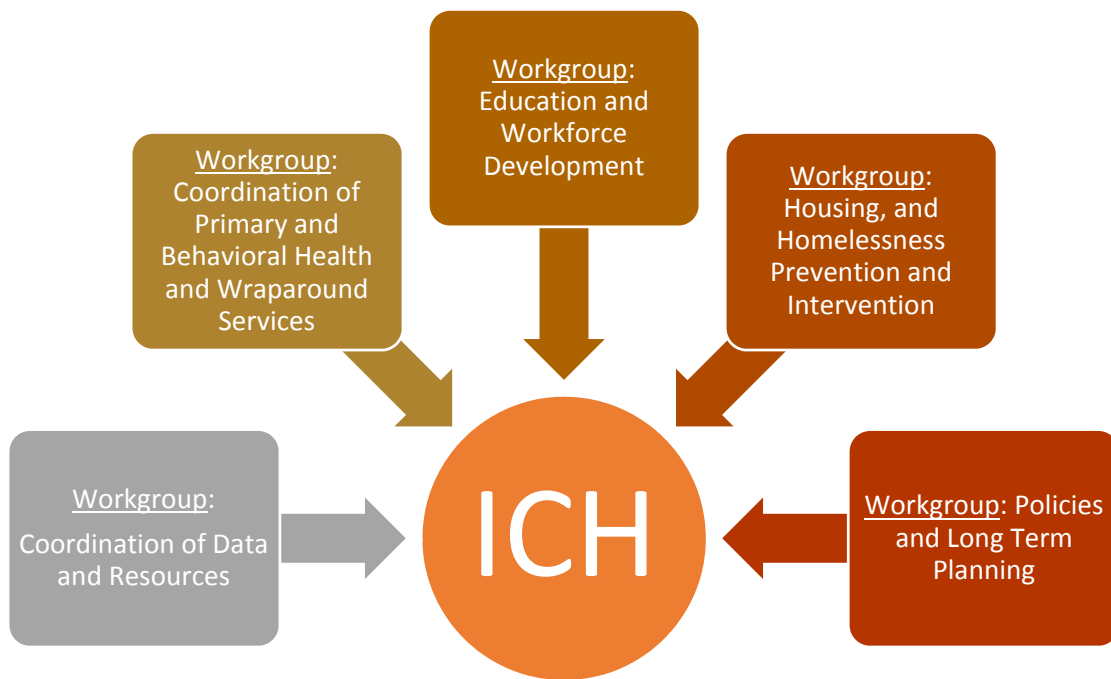 Workgroup:
Education and
Workforce
Development
Workgroup:
Coordination of
Primary and
Behavioral Health
and Wraparound
Services
Workgroup:
Housing, and
Homelessness
Prevention and
Intervention
Workgroup:
Coordination of Data
and Resources
ICH
Workgroup: Policies
and Long Term
Planning